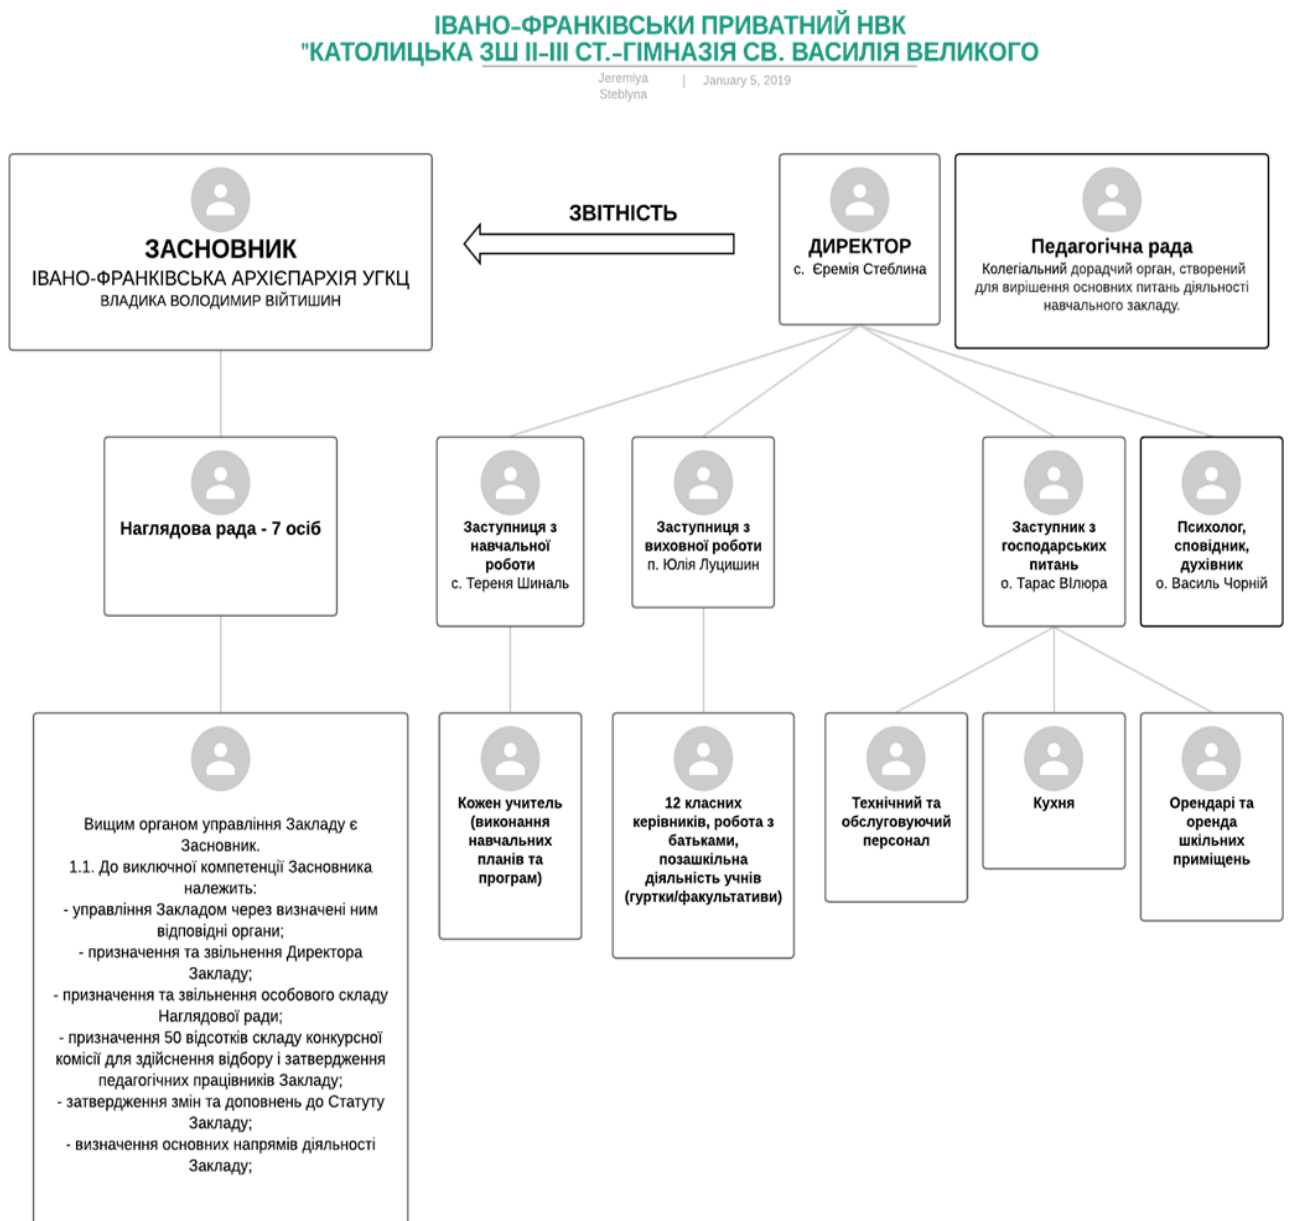 ІВАНО-ФРАНКІВСЬКИ ПРИВАТНИЙ НВК
"КАТОЛИЦЬКА ЗШ ІІ-ІІІ СТ.-ГІМНАЗІЯ СВ. ВАСИЛІЯ ВЕЛИКОГО
Jeremiya
Steblyna
| January 5, 2019
ЗАСНОВНИК
ІВАНО-ФРАНКІВСЬКА АРХІЄПАРХІЯ УГКЦ
ВЛАДИКА ВОЛОДИМИР ВІЙТИШИН
ЗВІТНІСТЬ
ДИРЕКТОР
с. Єремія Стеблина
Педагогічна рада
Колегіальний дорадчий орган, створений
для вирішення основних питань діяльності
навчального закладу.
Наглядова рада - 7 осіб
Заступниця з
навчальної
роботи
с. Тереня Шиналь
Заступниця з
виховної роботи
п. Юлія Луцишин
Заступник з
господарських
питань
о. Тарас ВІлюра
Психолог,
сповідник,
духівник
о. Василь Чорній
Вищим органом управління Закладу є
Засновник.
1.1. До виключної компетенції Засновника
належить:
- управління Закладом через визначені ним
відповідні органи;
- призначення та звільнення Директора
Закладу;
- призначення та звільнення особового складу
Наглядової ради;
- призначення 50 відсотків складу конкурсної
комісії для здійснення відбору і затвердження
педагогічних працівників Закладу;
- затвердження змін та доповнень до Статуту
Закладу;
- визначення основних напрямів діяльності
Закладу;
Кожен учитель
(виконання
навчальних
планів та
програм)
12 класних
керівників, робота з
батьками,
позашкільна
діяльність учнів
(гуртки/факультативи)
Технічний та
обслуговуючий
персонал
Кухня
Орендарі та
оренда
шкільних
приміщень